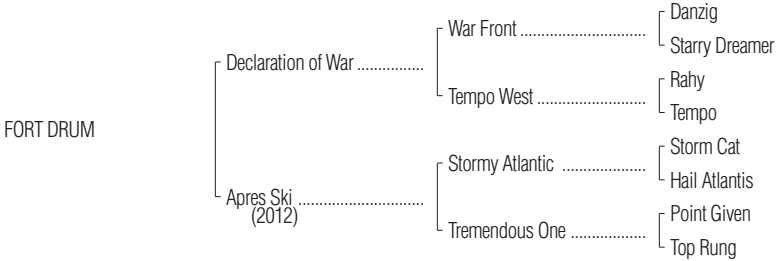 Danzig
War Front ..........................
Starry Dreamer
Declaration of War ................
Rahy
Tempo West ......................
Tempo
FORT DRUM
Storm Cat
Stormy Atlantic .................
Hail Atlantis
Apres Ski .........................
(2012)
Point Given
Tremendous One ...............
Top Rung